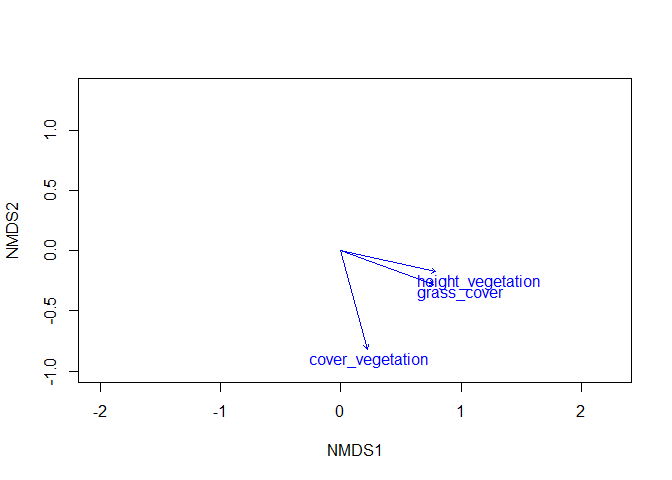 NMDS2
1.0
0.5
0.0
-0.5
-1.0
height_vegetation
grass_cover
cover_vegetation
-2 -1 0 1 2
NMDS1